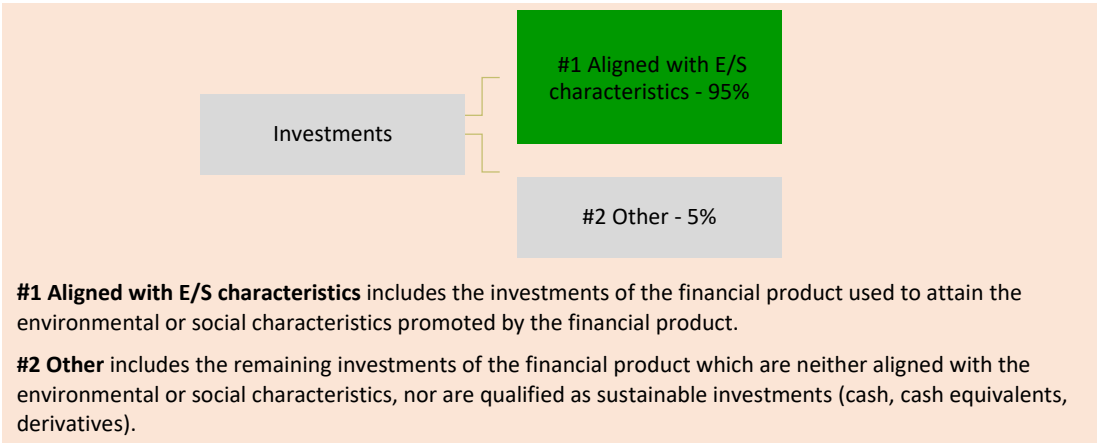 #1 Aligned with E/S
characteristics - 95%
Investments
#2 Other - 5%
#1 Aligned with E/S characteristics includes the investments of the financial product used to attain the
environmental or social characteristics promoted by the financial product.
#2 Other includes the remaining investments of the financial product which are neither aligned with the
environmental or social characteristics, nor are qualified as sustainable investments (cash, cash equivalents,
derivatives).